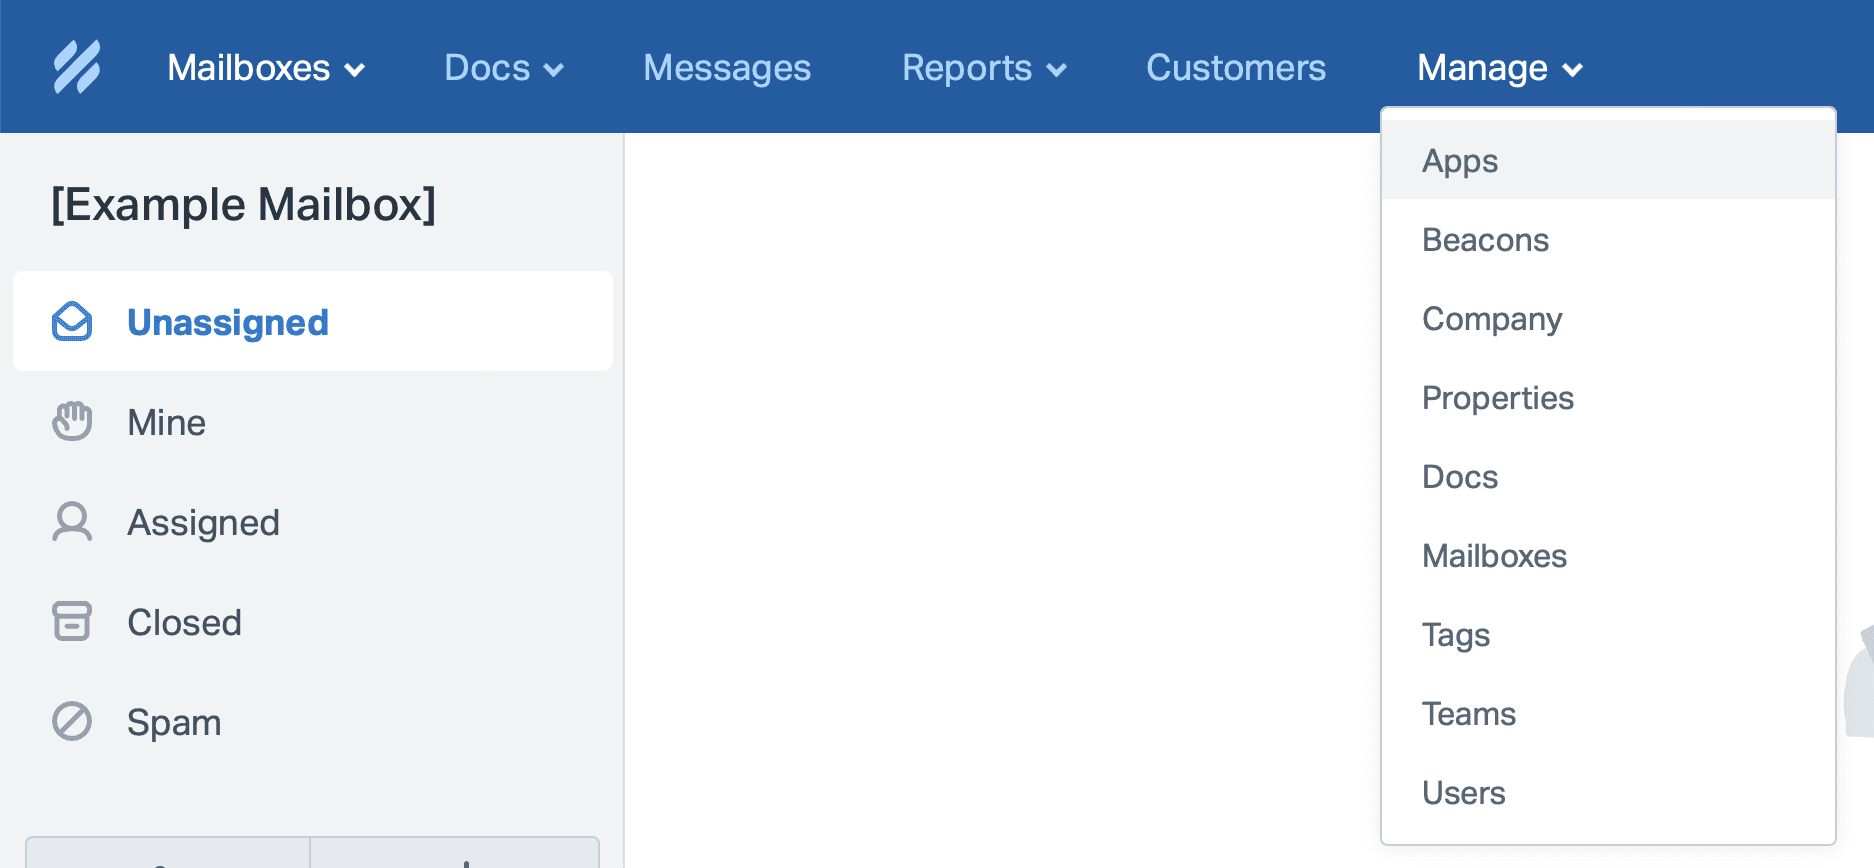 Mailboxes Docs Messages Reports Customers Manage
[Example Mailbox]
Unassigned
Mine
Assigned
Closed
Spam
Apps
Beacons
Company
Properties
Docs
Mailboxes
Tags
Teams
Users